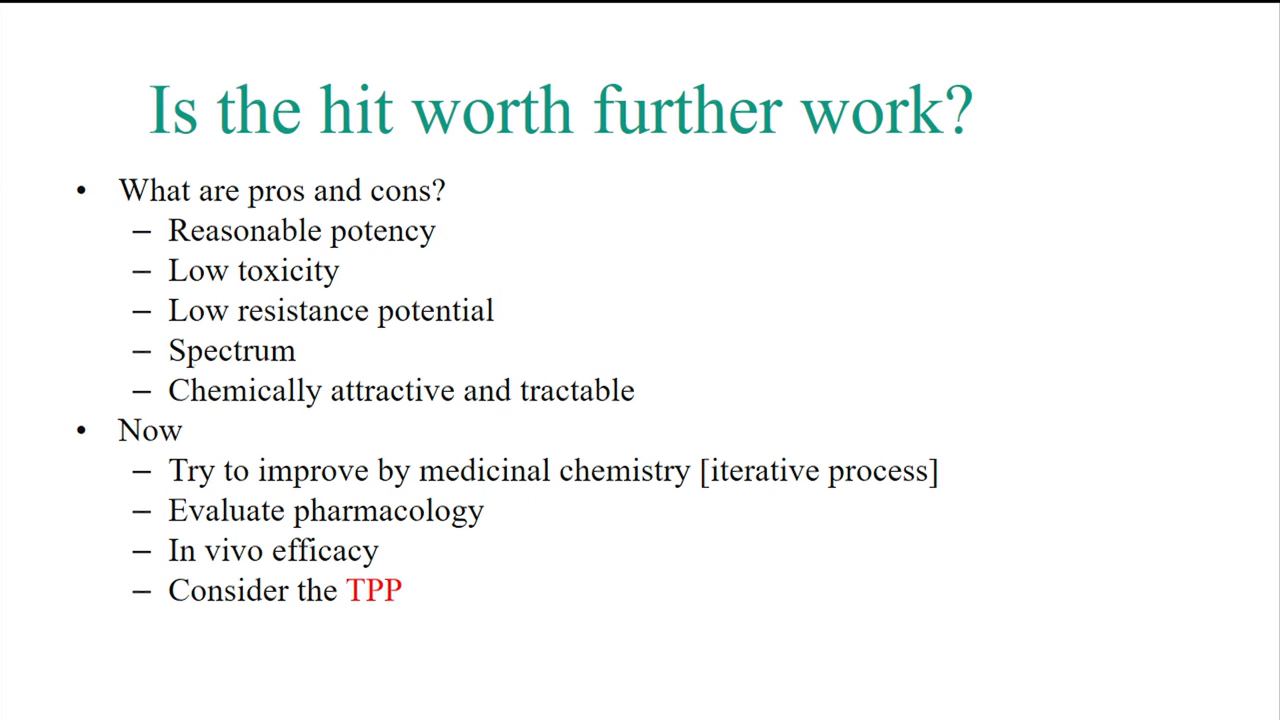 Is the hit worth further work?
• What are pros and cons?
– Reasonable potency
– Low toxicity
– Low resistance potential
– Spectrum
– Chemically attractive and tractable
• Now
– Try to improve by medicinal chemistry [iterative process]
– Evaluate pharmacology
– In vivo efficacy
– Consider the TPP